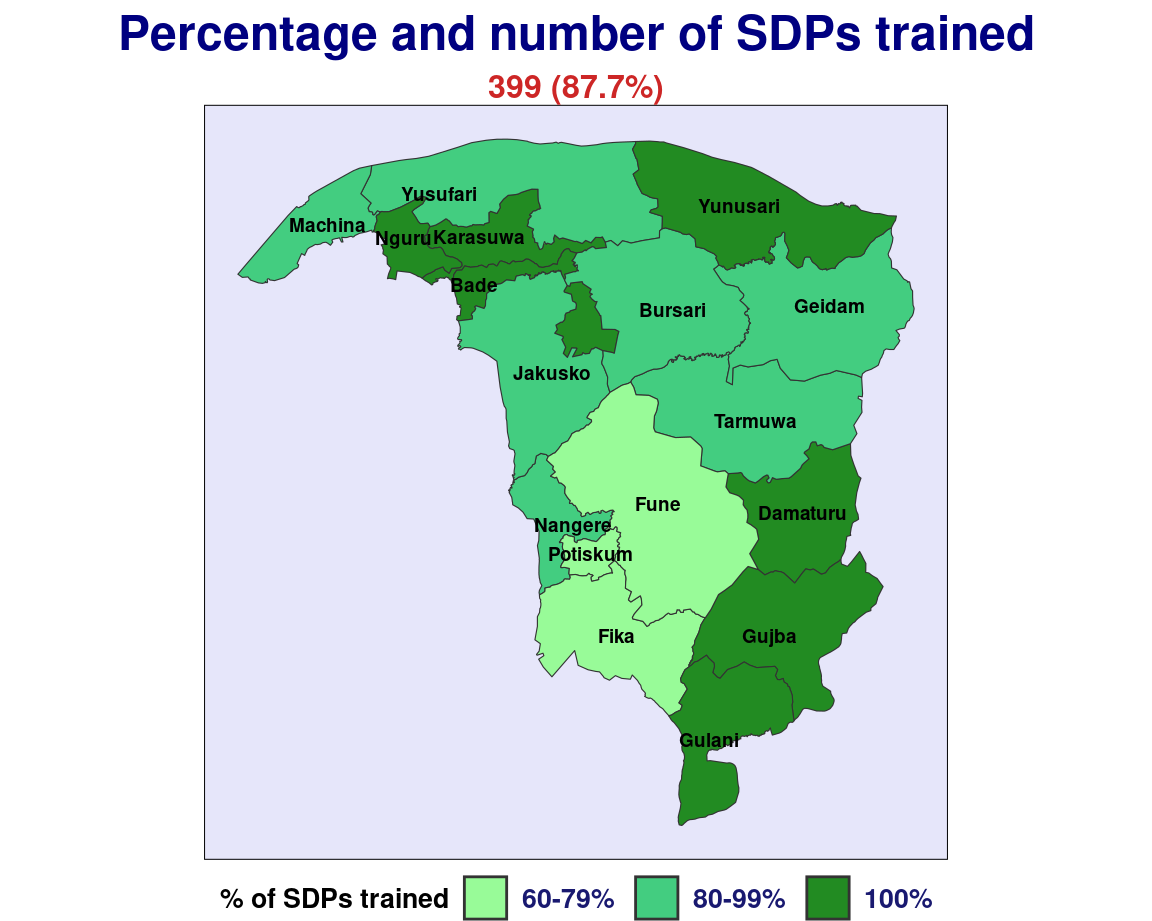 Percentage and number of SDPs trained
399 (87.7%)
Yusufari
Yunusari
Machina
Nguru Karasuwa
Bade
Geidam
Bursari
Jakusko
Tarmuwa
Fune
Damaturu
Nangere
Potiskum
Fika
Gujba
Gulani
% of SDPs trained 60-79% 80-99% 100%